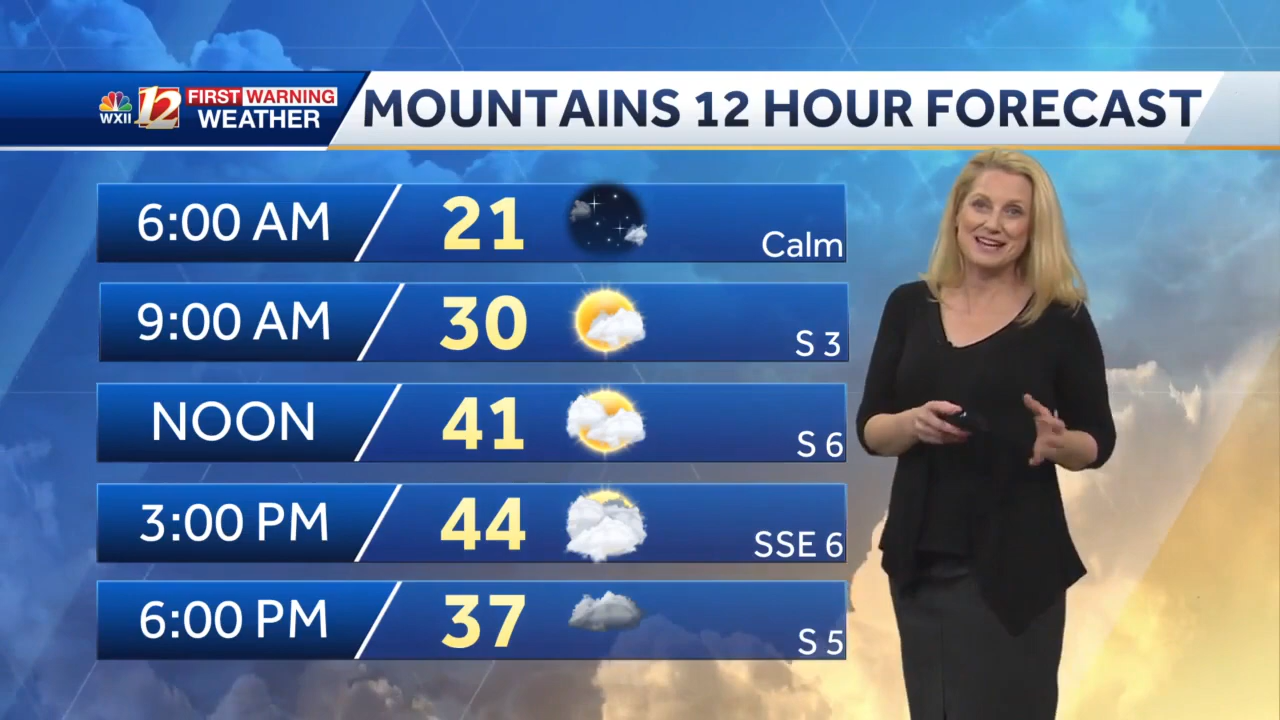 WXII 12 FIRST WARNING
WEATHER
MOUNTAINS 12 HOUR FORECAST
6:00 AM 21 Calm
9:00 AM 30 S 3
NOON 41 S 6
3:00 PM 44 SSE 6
6:00 PM 37 S 5